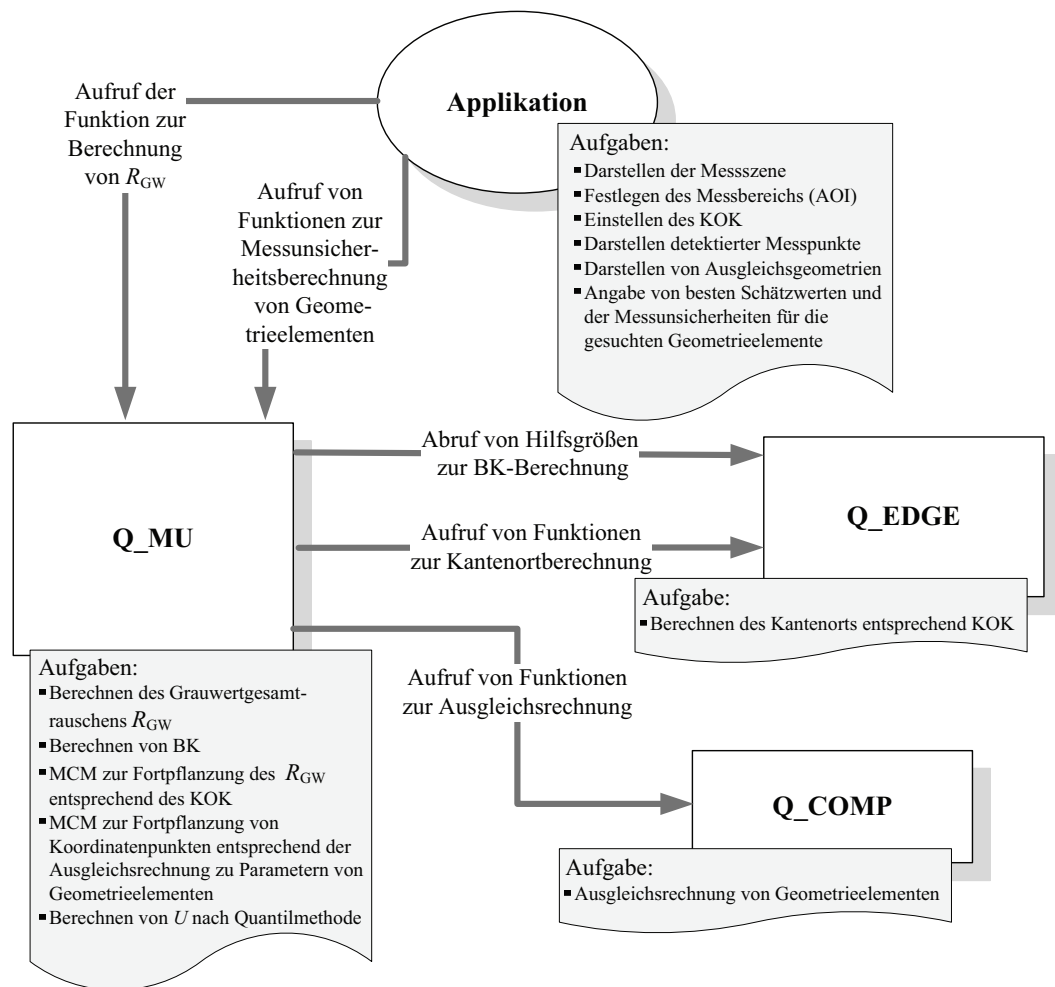 Applikation
Aufgaben:
▪ Darstellen der Messszene
▪ Festlegen des Messbereichs (AOI)
▪ Einstellen des KOK
▪ Darstellen detektierter Messpunkte
▪ Darstellen von Ausgleichsgeometrien
▪ Angabe von besten Schätzwerten und
der Messunsicherheiten für die
gesuchten Geometrieelemente
Aufruf der
Funktion zur
Berechnung
von R_GW
Aufruf von
Funktionen zur
Messunsicher-
heitsberechnung
von Geome-
trieelementen
Q_MU
Aufgaben:
▪ Berechnen des Grauwertgesamt-
rauschens R_GW
▪ Berechnen von BK
▪ MCM zur Fortpflanzung des R_GW
entsprechend des KOK
▪ MCM zur Fortpflanzung von
Koordinatenpunkten entsprechend der
Ausgleichsrechnung zu Parametern von
Geometrieelementen
▪ Berechnen von U nach Quantilmethode
Abruf von Hilfsgrößen
zur BK-Berechnung
Aufruf von Funktionen
zur Kantenortberechnung
Q_EDGE
Aufgabe:
▪ Berechnen des Kantenorts entsprechend KOK
Aufruf von Funktionen
zur Ausgleichsrechnung
Q_COMP
Aufgabe:
▪ Ausgleichsrechnung von Geometrieelementen